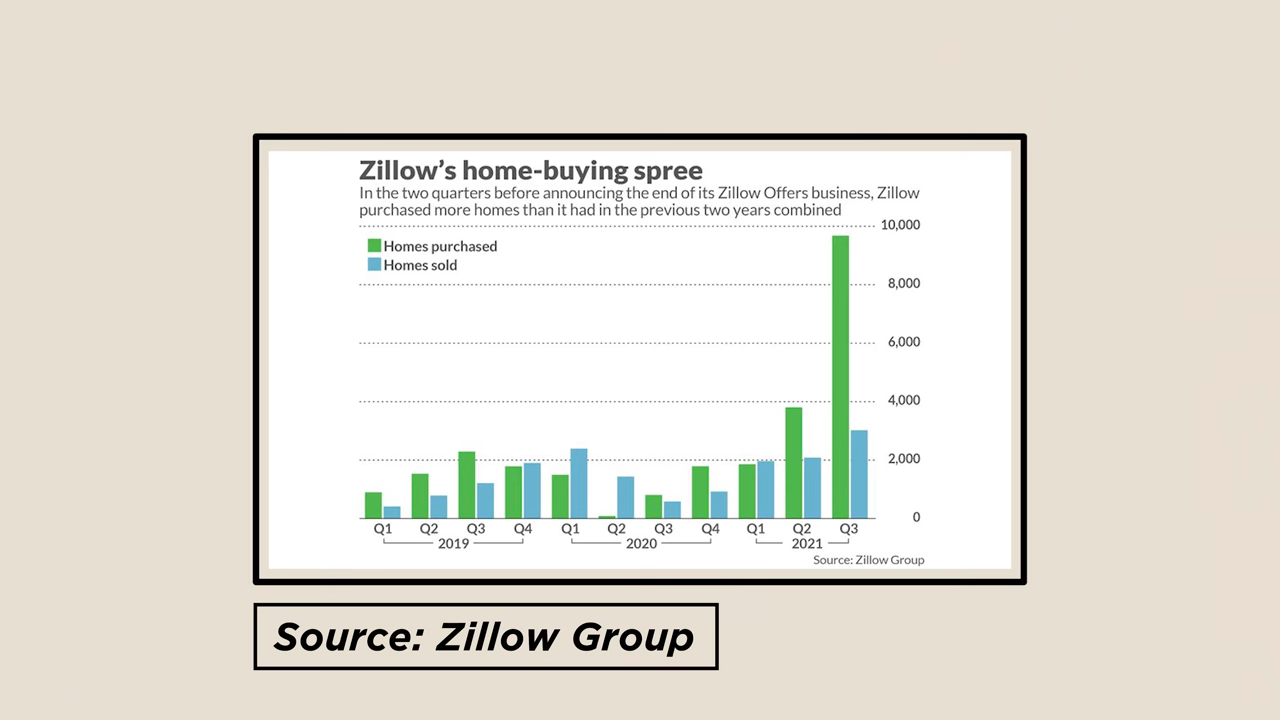 Zillow’s home-buying spree
In the two quarters before announcing the end of its Zillow Offers business, Zillow
purchased more homes than it had in the previous two years combined
10,000
Homes purchased
Homes sold
8,000
6,000
4,000
2,000
0
Q1 Q2 Q3 Q4 Q1 Q2 Q3 Q4 Q1 Q2 Q3
2019 2020 2021
Source: Zillow Group
Source: Zillow Group